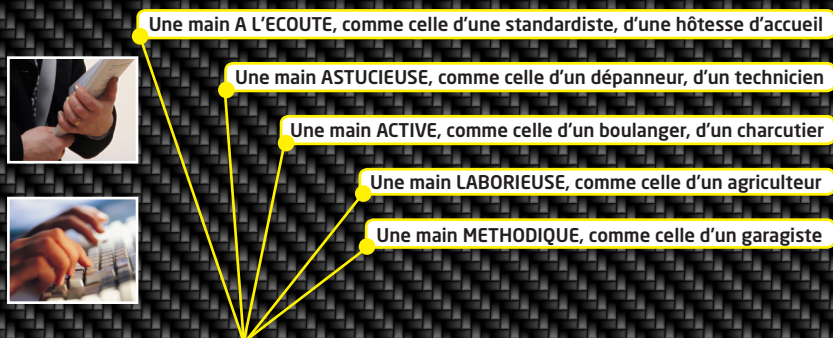 Une main A L'ECOUTE, comme celle d'une standardiste, d'une hôtesse d'accueil
Une main ASTUCIEUSE, comme celle d'un dépanneur, d'un technicien
Une main ACTIVE, comme celle d'un boulanger, d'un charcutier
Une main LABORIEUSE, comme celle d'un agriculteur
Une main METHODIQUE, comme celle d'un garagiste